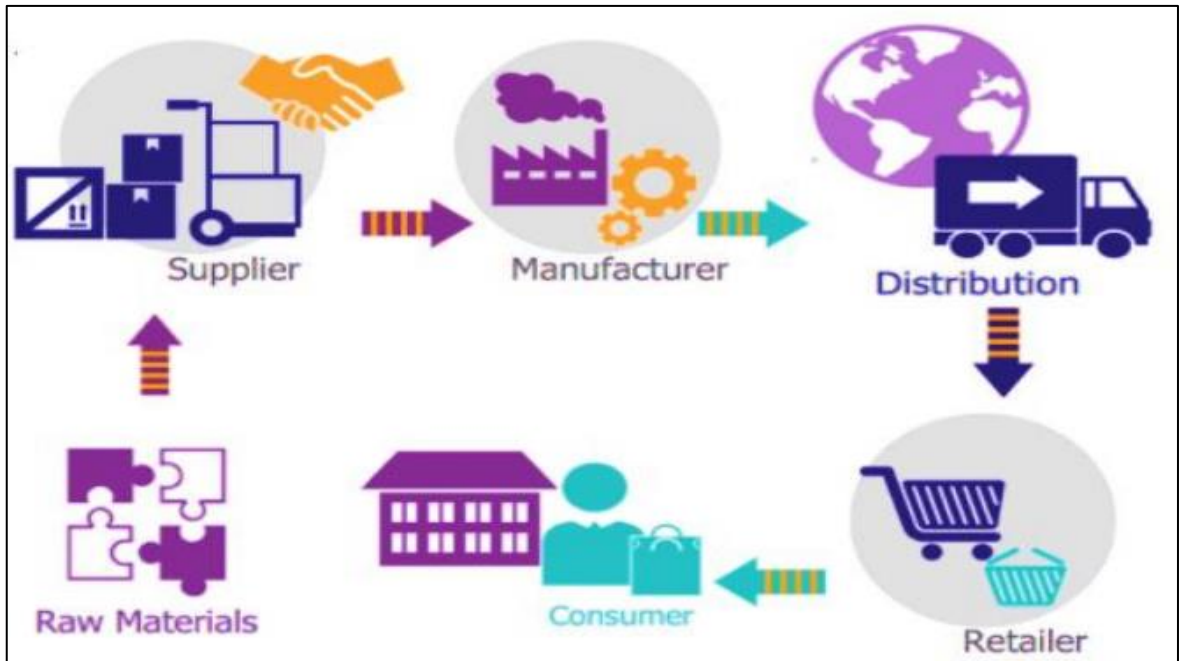 Supplier
Manufacturer
Distribution
Raw Materials
Consumer
Retailer